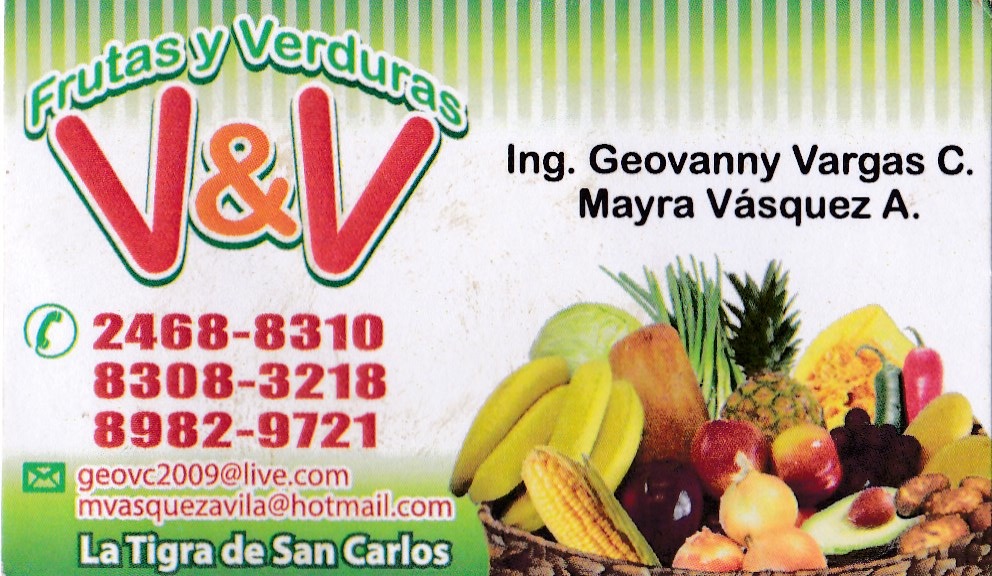 Frutas y Verduras
V&V
Ing. Geovanny Vargas C.
Mayra Vásquez A.
2468-8310
8308-3218
8982-9721
geovc2009@live.com
mvasquezavila@hotmail.com
La Tigra de San Carlos